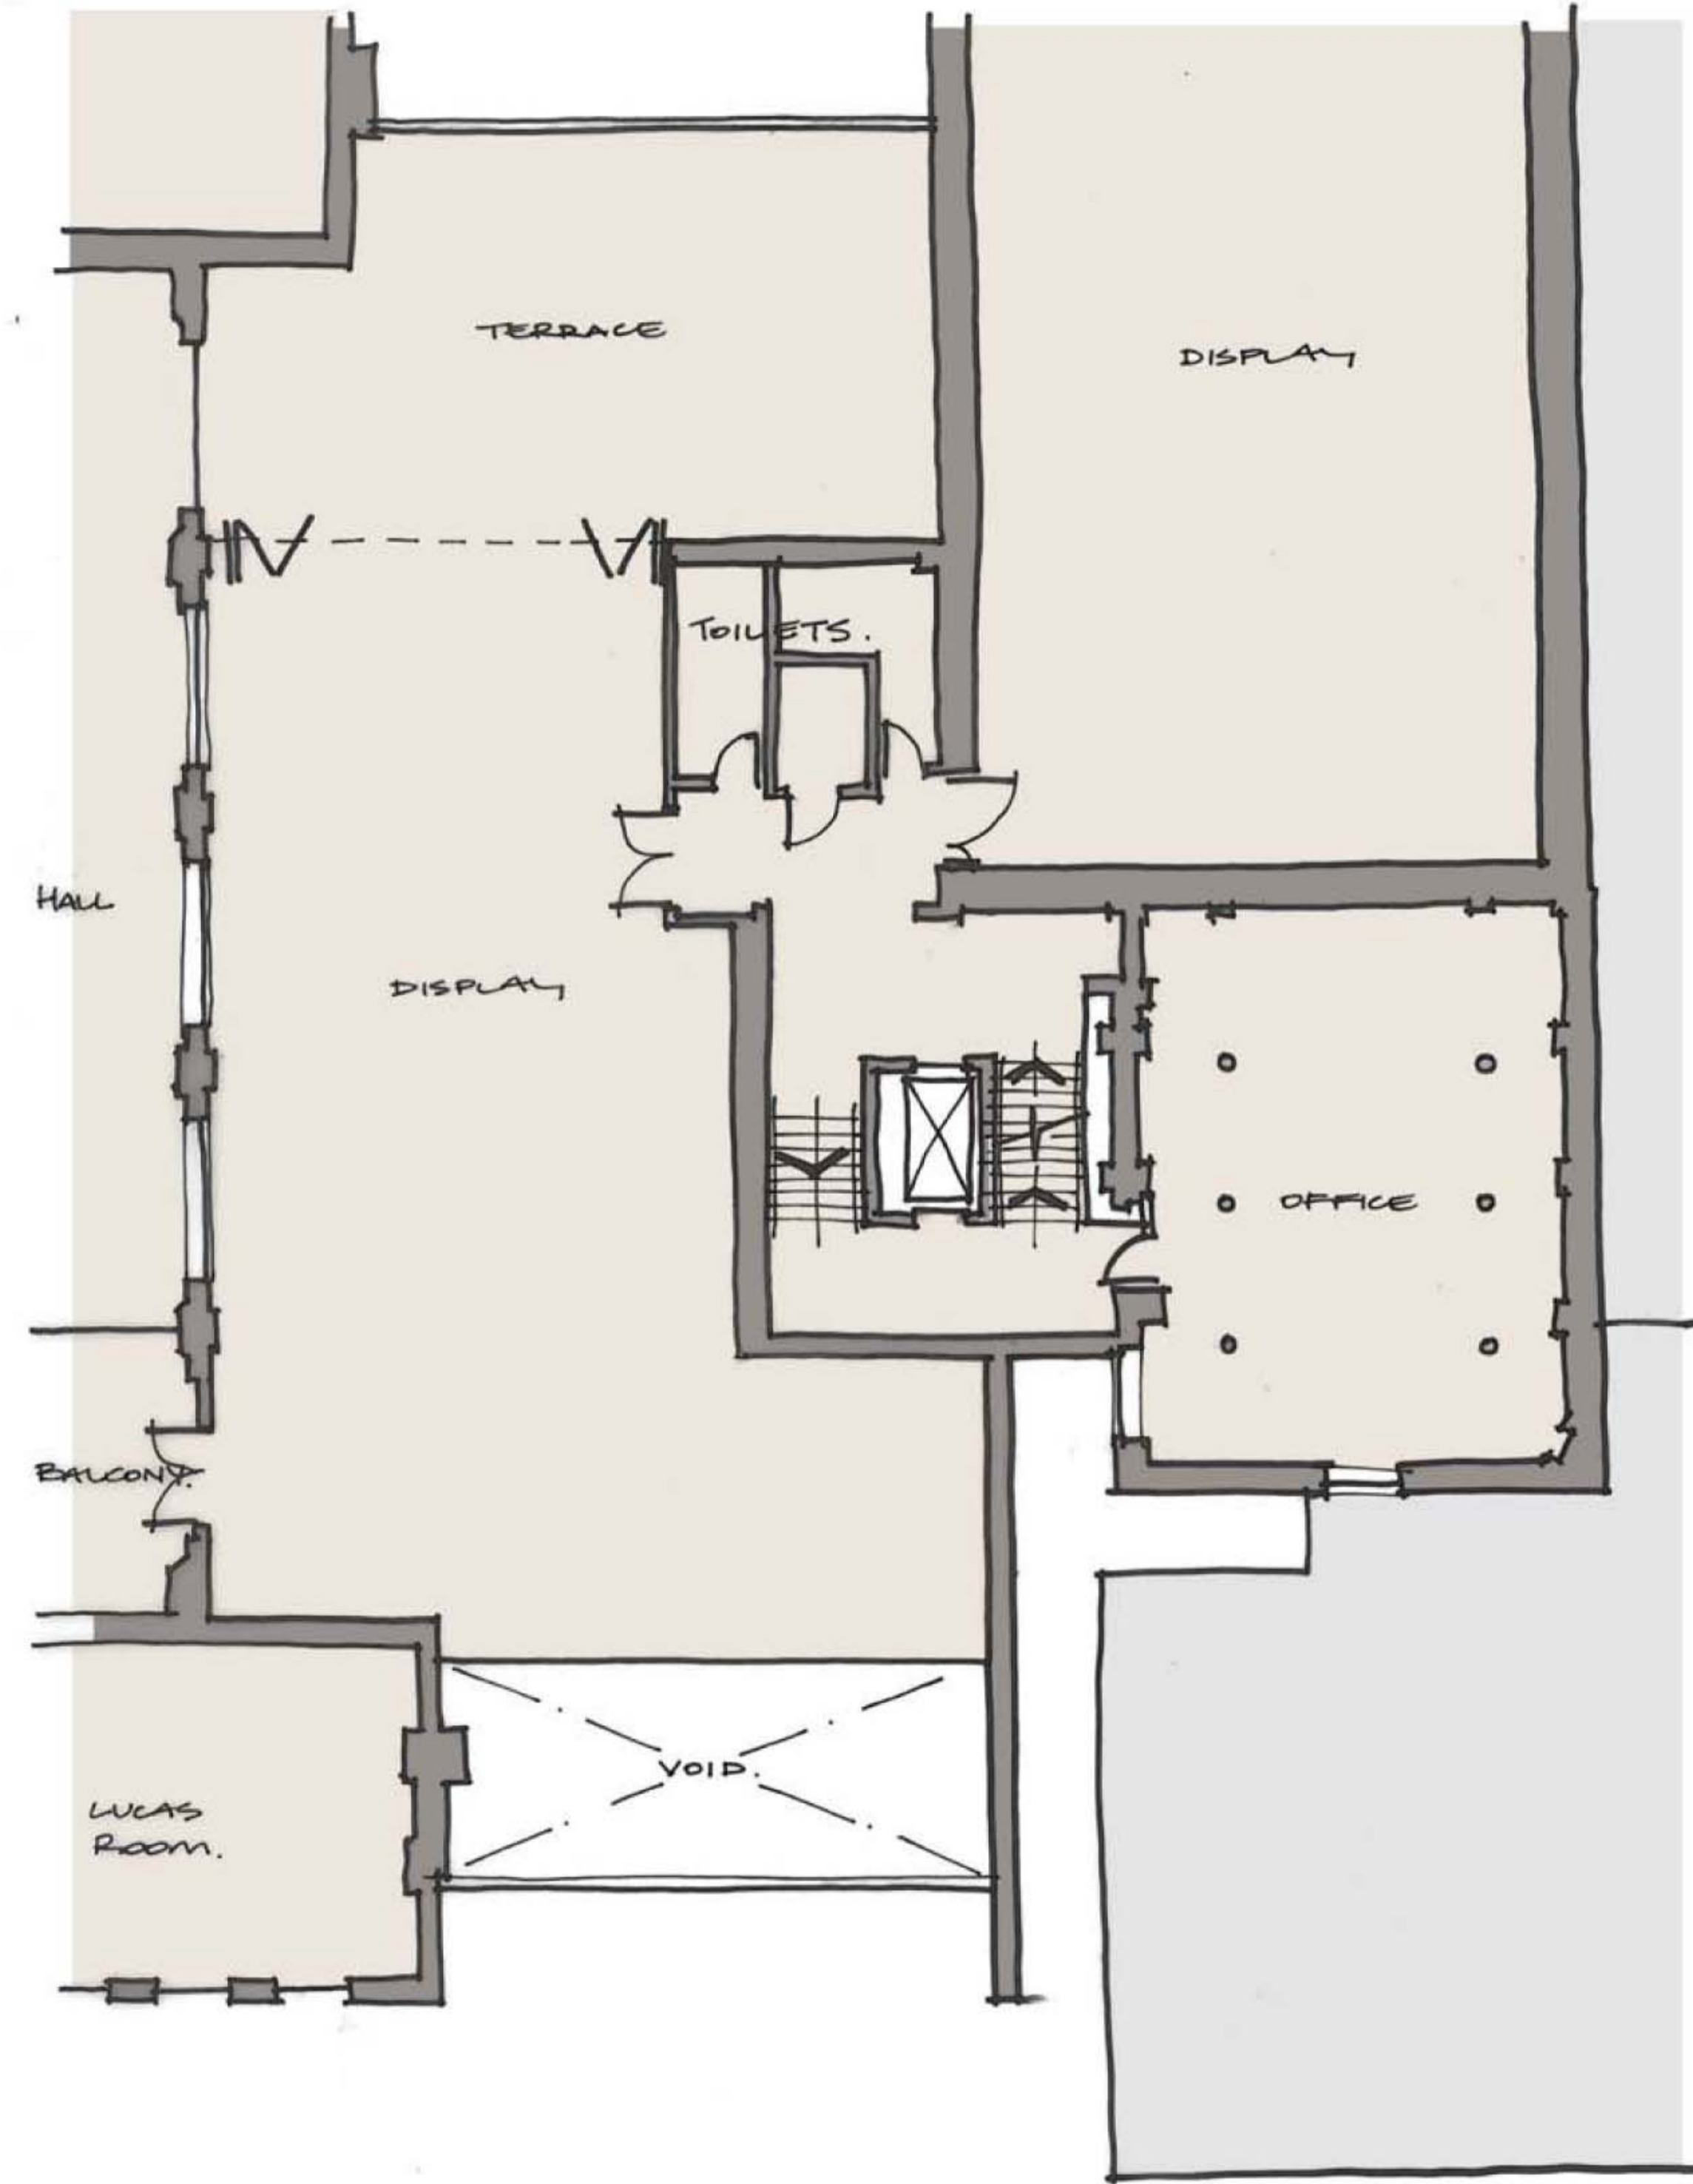 TERRACE
DISPLAY
TOILETS.
HALL
DISPLAY
OFFICE
BALCONY.
VOID.
LUCAS
ROOM.